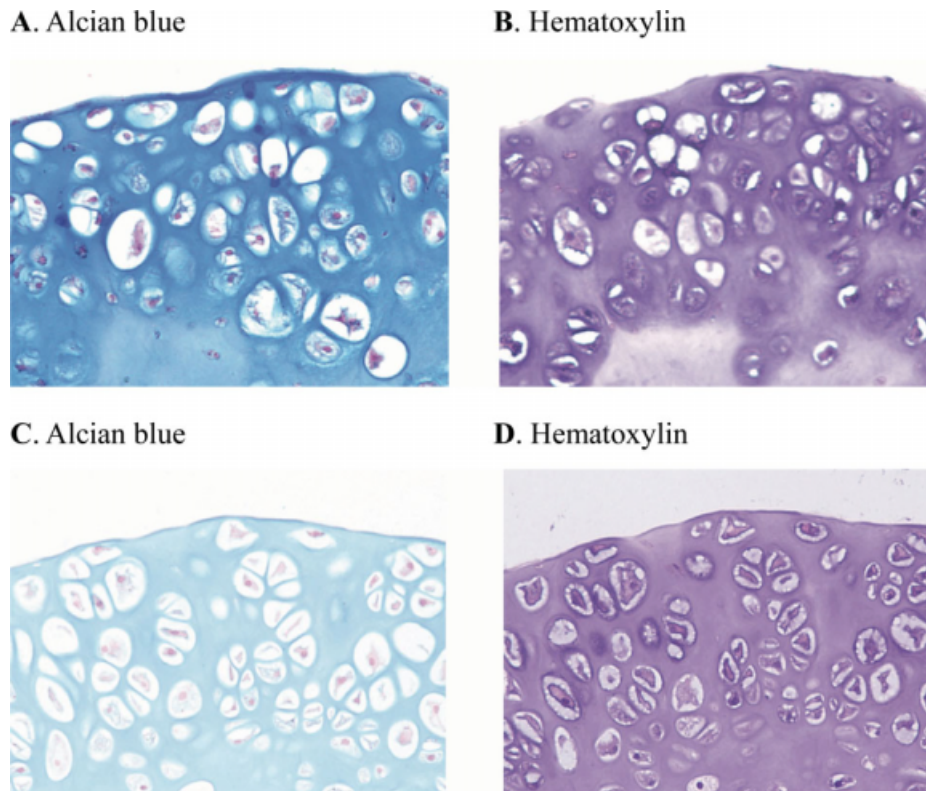 A. Alcian blue
B. Hematoxylin
C. Alcian blue
D. Hematoxylin